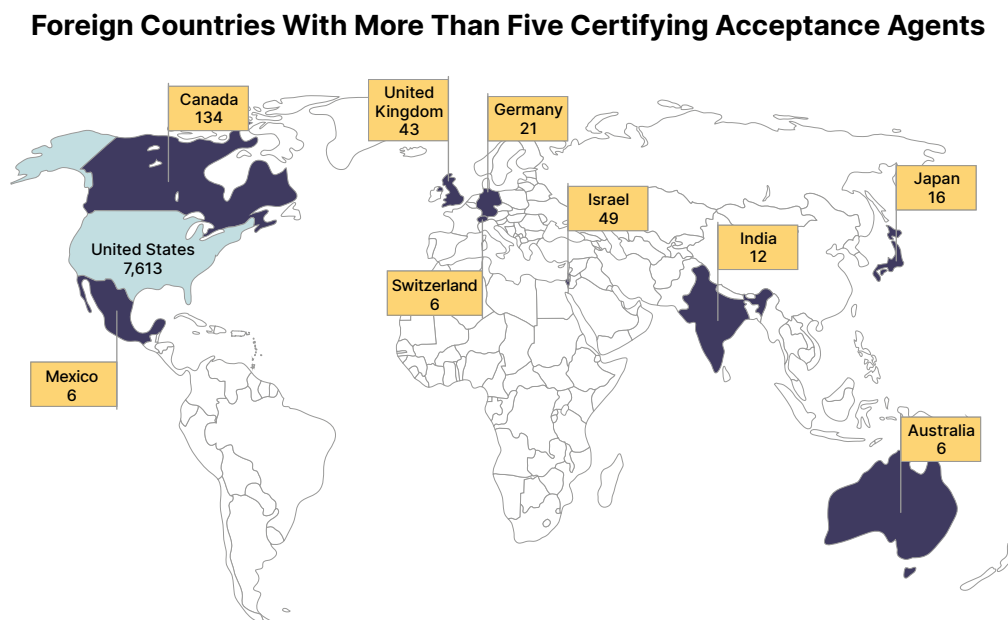 Foreign Countries With More Than Five Certifying Acceptance Agents
Canada
134
United
Kingdom
43
Germany
21
Israel
49
Japan
16
India
12
United States
7,613
Switzerland
6
Mexico
6
Australia
6